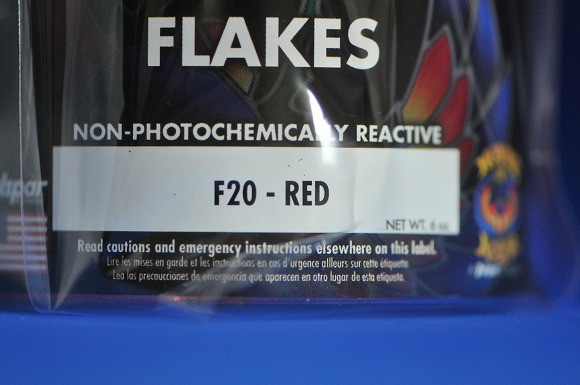 FLAKES
NON-PHOTOCHEMICALLY REACTIVE
F20 - RED
NET WT. 6
Read cautions and emergency instructions elsewhere on this label.
Lire les mises en garde et les instructions en cas d'urgence ailleurs sur cette étiquette
Lea las precauciones de emergencia que aparecen en otro lugar de esta etiqueta.